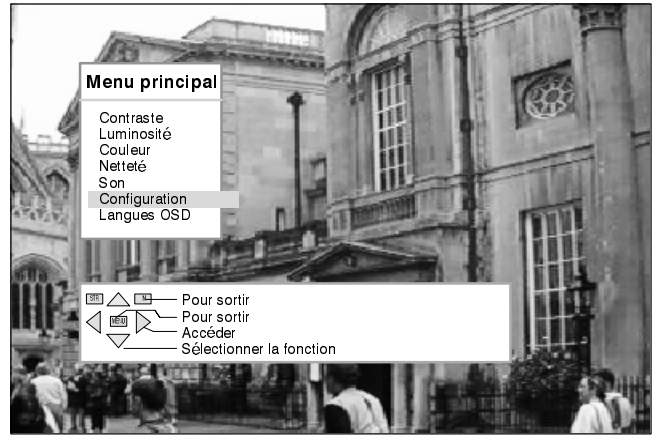 Menu principal
Contraste
Luminosité
Couleur
Netteté
Son
Configuration
Langues OSD
STR
N
Pour sortir
MENU
Pour sortir
Accéder
Sélectionner la fonction